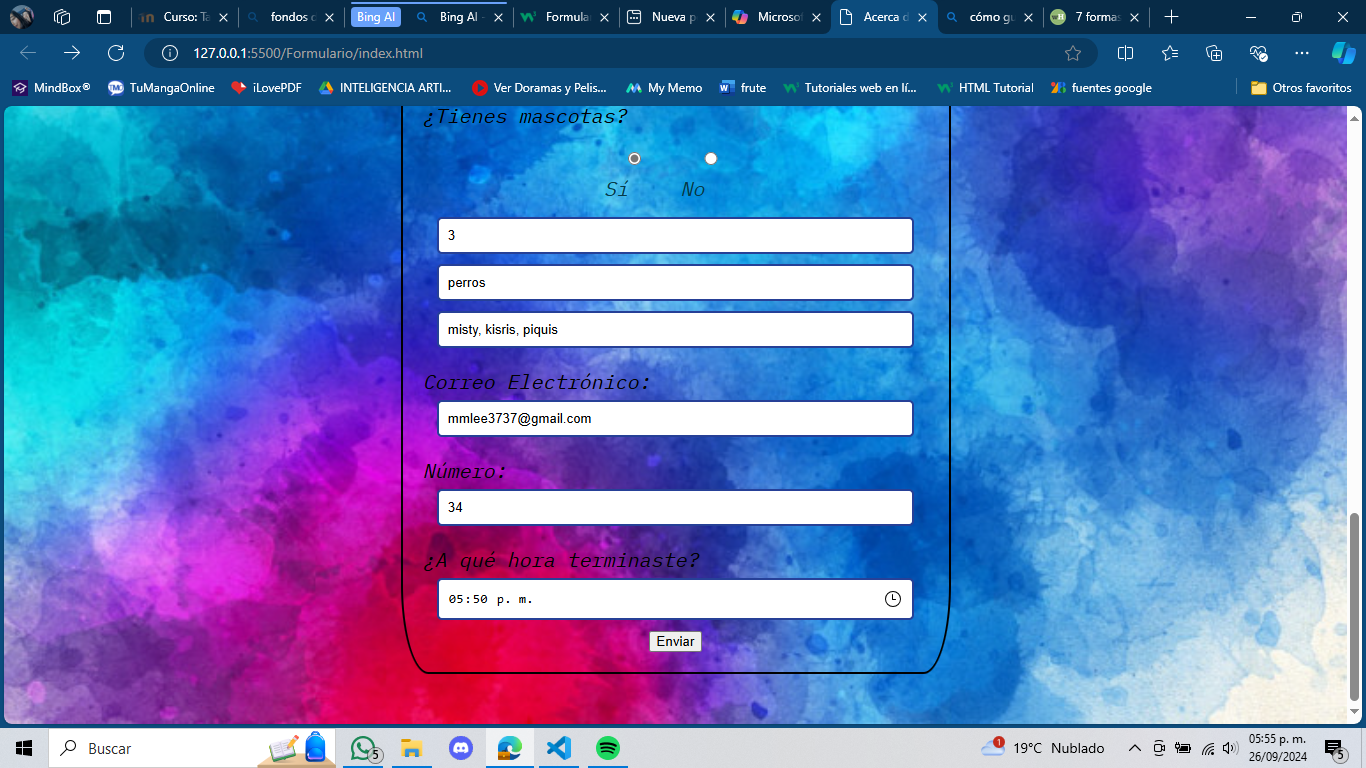 Curso: Ta
fondos d
Bing AI
Bing AI -
Formula
Nueva p
Microsof
Acerca d
cómo gu
7 formas
127.0.0.1:5500/Formulario/index.html
MindBox®
TuMangaOnline
iLovePDF
INTELIGENCIA ARTI...
Ver Doramas y Pelis...
My Memo
frute
Tutoriales web en lí...
HTML Tutorial
fuentes google
Otros favoritos
¿Tienes mascotas?
Sí No
3
perros
misty, kisris, piquis
Correo Electrónico:
mmlee3737@gmail.com
Número:
34
¿A qué hora terminaste?
05:50 p. m.
Enviar
Buscar
5
1
19°C Nublado
05:55 p. m.
26/09/2024
5